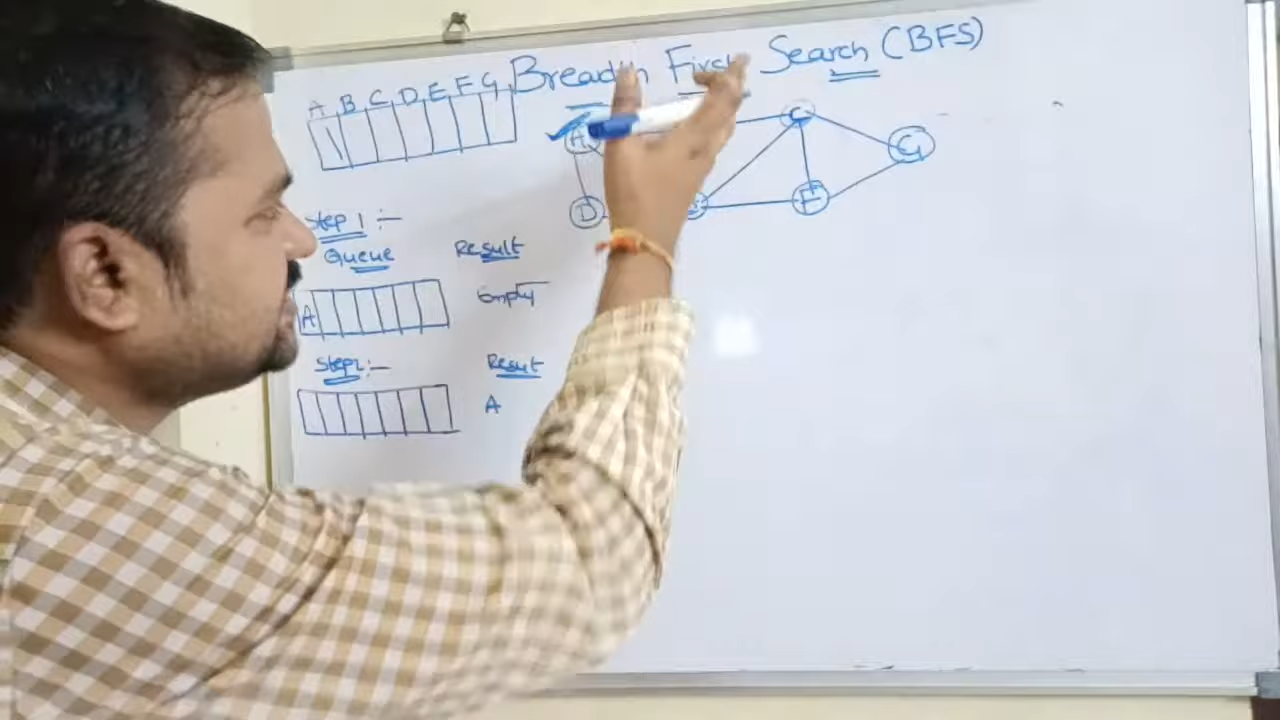 Breadth First Search (BFS)
A B C D E F G
A C G
D F
Step 1 :-
Queue Result
A Empty
Step 2 :- Result
A